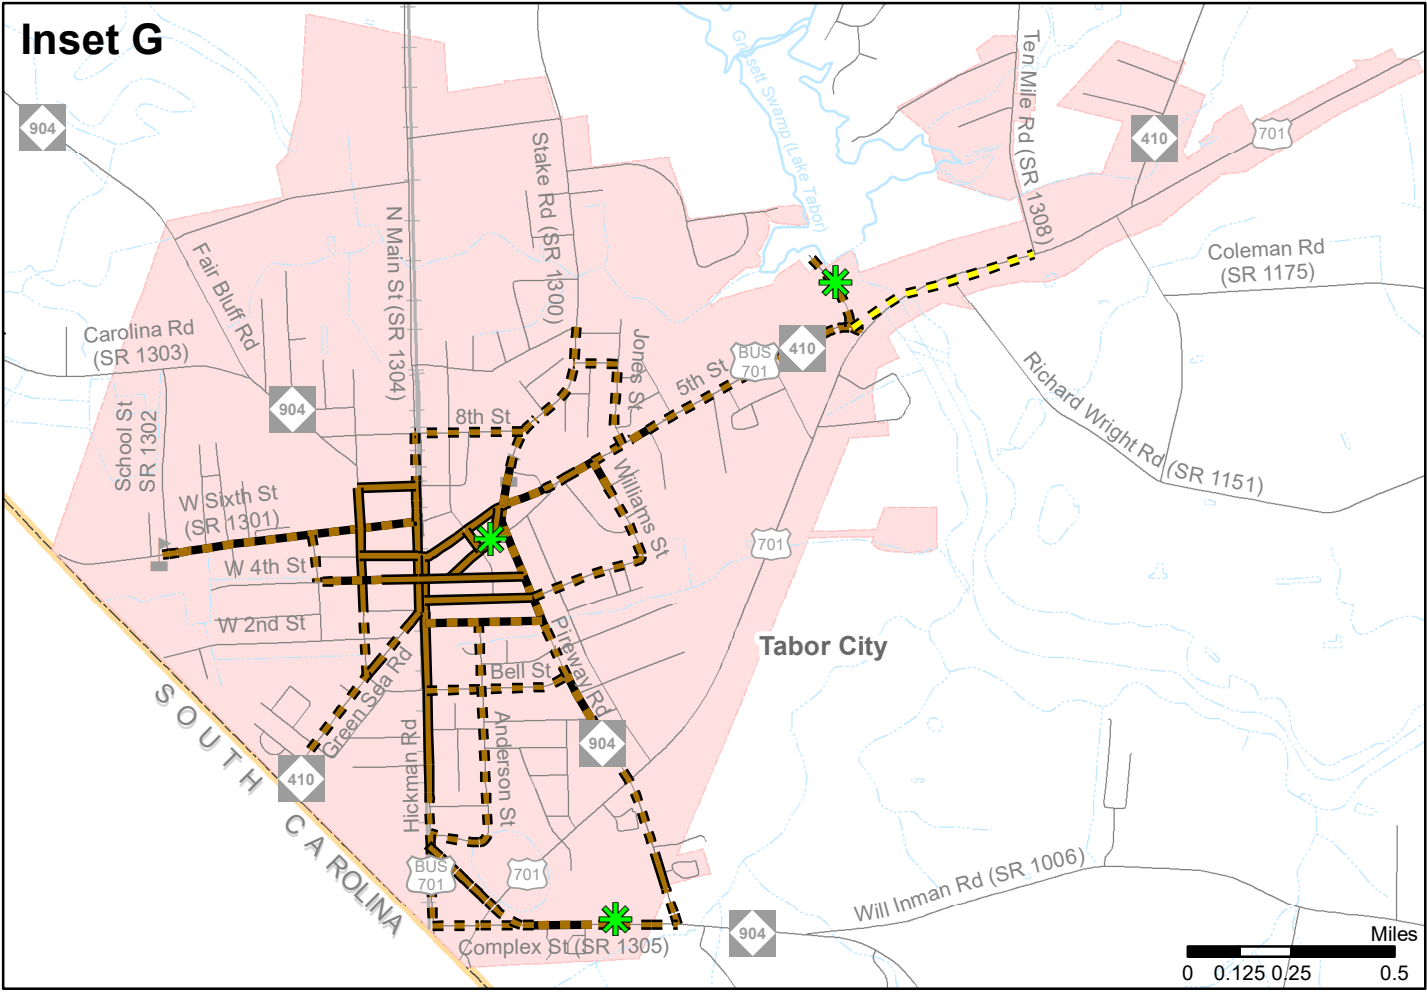 Inset G
904
Grissett Swamp (Lake Tabor)
Ten Mile Rd (SR 1308)
410
701
Stake Rd (SR 1300)
N Main St (SR 1304)
Fair Bluff Rd
Coleman Rd
(SR 1175)
Carolina Rd
(SR 1303)
Jones St
BUS
701
410
5th St
904
8th St
Richard Wright Rd (SR 1151)
School St
SR 1302
W Sixth St
(SR 1301)
Williams St
701
W 4th St
W 2nd St
Pireway Rd
Tabor City
Bell St
Green Sea Rd
Hickman Rd
Anderson St
904
410
SOUTH CAROLINA
BUS
701
701
Will Inman Rd (SR 1006)
Complex St (SR 1305)
904
Miles
0 0.125 0.25 0.5